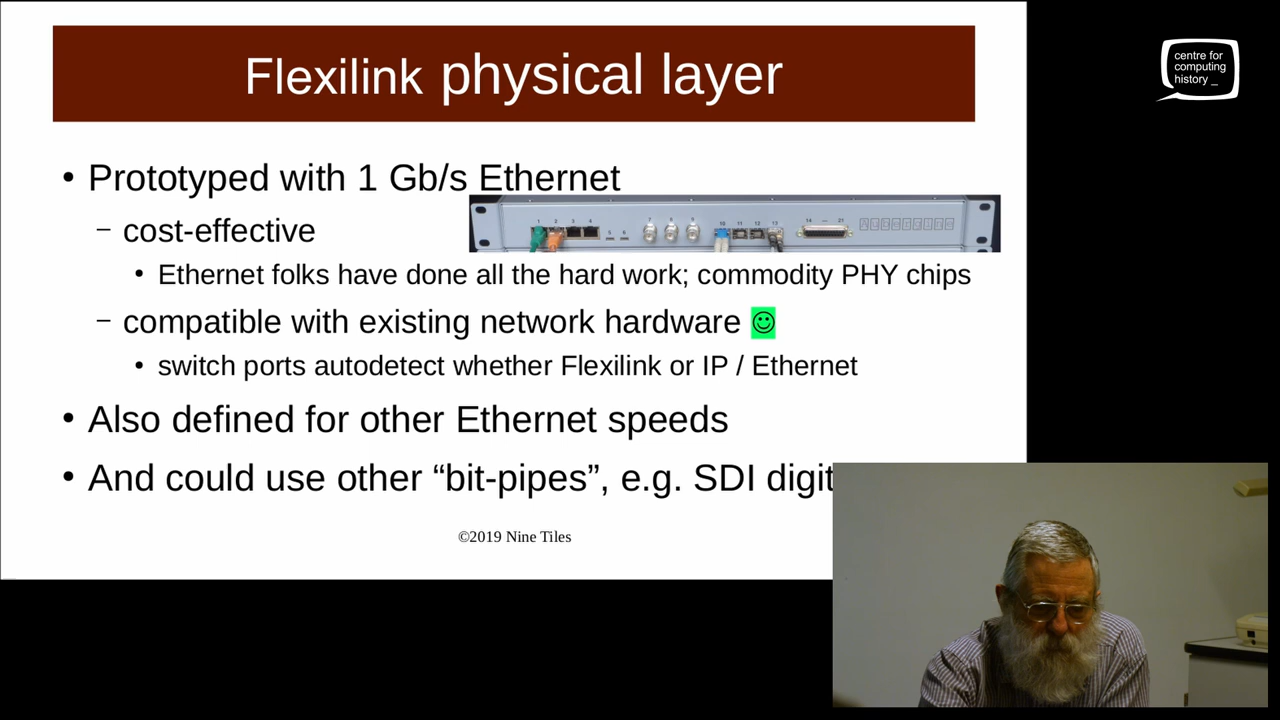 Flexilink physical layer
centre for
computing
history _
• Prototyped with 1 Gb/s Ethernet
– cost-effective
• Ethernet folks have done all the hard work; commodity PHY chips
– compatible with existing network hardware ☺
• switch ports autodetect whether Flexilink or IP / Ethernet
• Also defined for other Ethernet speeds
• And could use other “bit-pipes”, e.g. SDI digit
©2019 Nine Tiles